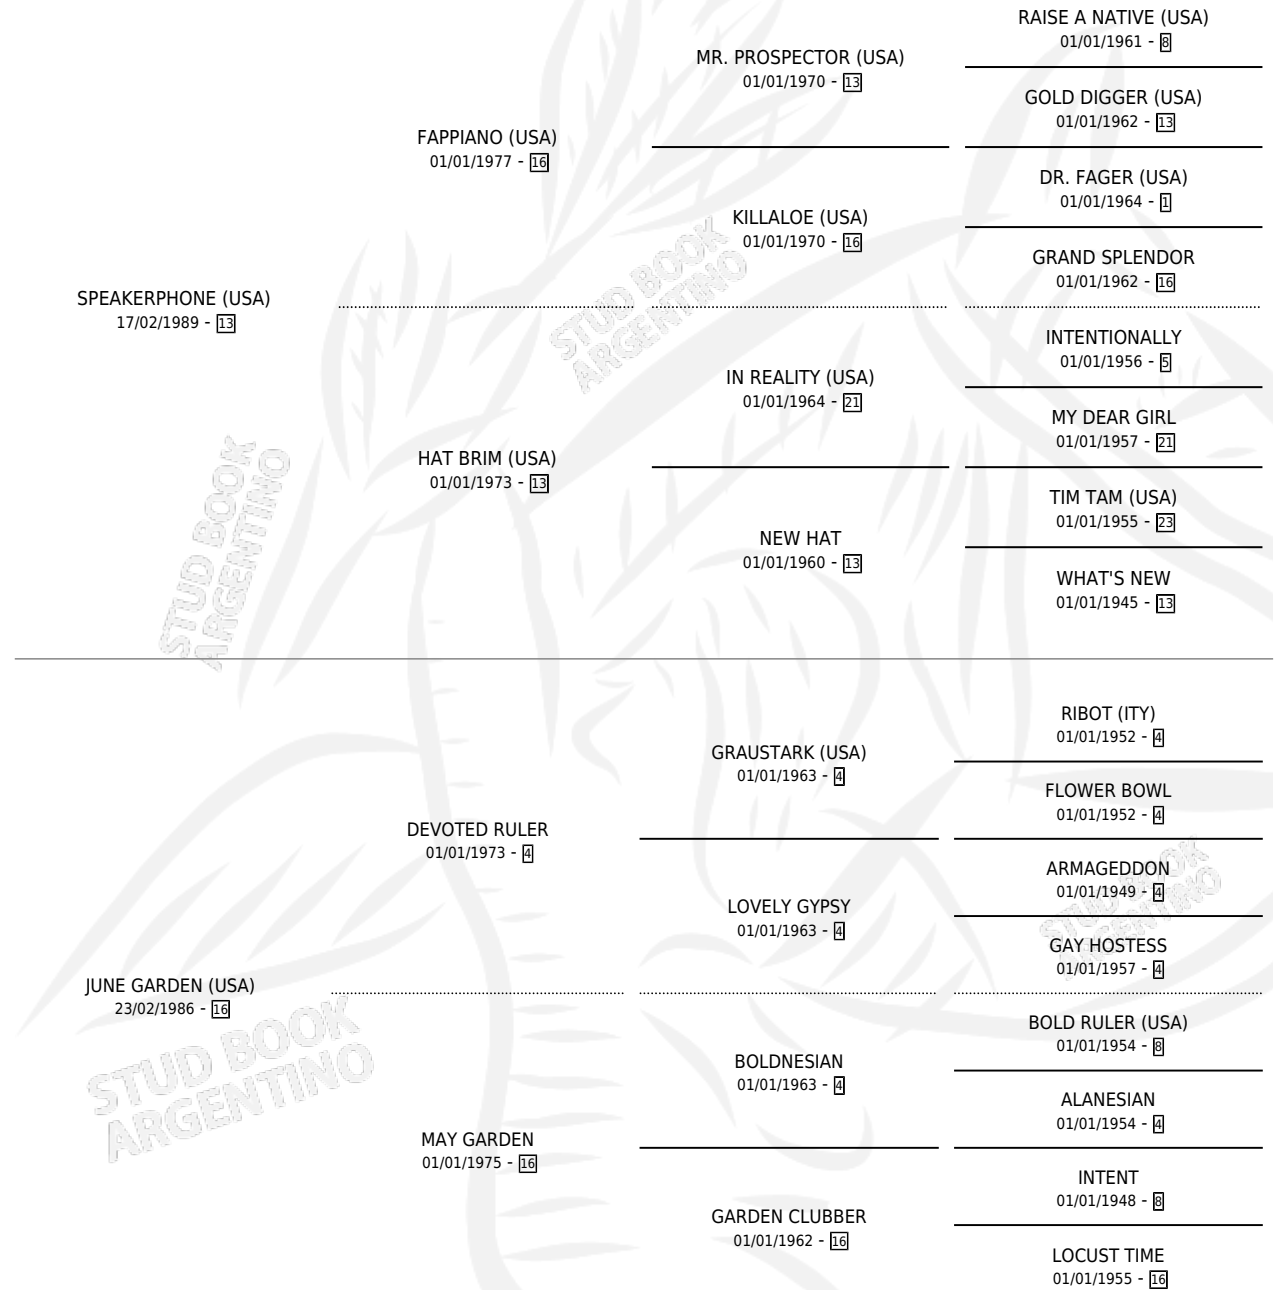 RAISE A NATIVE (USA)
01/01/1961 - 8
MR. PROSPECTOR (USA)
01/01/1970 - 13
GOLD DIGGER (USA)
01/01/1962 - 13
FAPPIANO (USA)
01/01/1977 - 16
DR. FAGER (USA)
01/01/1964 - 1
KILLALOE (USA)
01/01/1970 - 16
GRAND SPLENDOR
01/01/1962 - 16
SPEAKERPHONE (USA)
17/02/1989 - 13
INTENTIONALLY
01/01/1956 - 5
IN REALITY (USA)
01/01/1964 - 21
MY DEAR GIRL
01/01/1957 - 21
HAT BRIM (USA)
01/01/1973 - 13
TIM TAM (USA)
01/01/1955 - 23
NEW HAT
01/01/1960 - 13
WHAT'S NEW
01/01/1945 - 13
RIBOT (ITY)
01/01/1952 - 4
GRAUSTARK (USA)
01/01/1963 - 4
FLOWER BOWL
01/01/1952 - 4
DEVOTED RULER
01/01/1973 - 4
ARMAGEDDON
01/01/1949 - 4
LOVELY GYPSY
01/01/1963 - 4
GAY HOSTESS
01/01/1957 - 4
JUNE GARDEN (USA)
23/02/1986 - 16
BOLD RULER (USA)
01/01/1954 - 8
BOLDNESIAN
01/01/1963 - 4
ALANESIAN
01/01/1954 - 4
MAY GARDEN
01/01/1975 - 16
INTENT
01/01/1948 - 8
GARDEN CLUBBER
01/01/1962 - 16
LOCUST TIME
01/01/1955 - 16
STUD BOOK
ARGENTINO
STUD BOOK
ARGENTINO
STUD BOOK
ARGENTINO
STUD BOOK
ARGENTINO